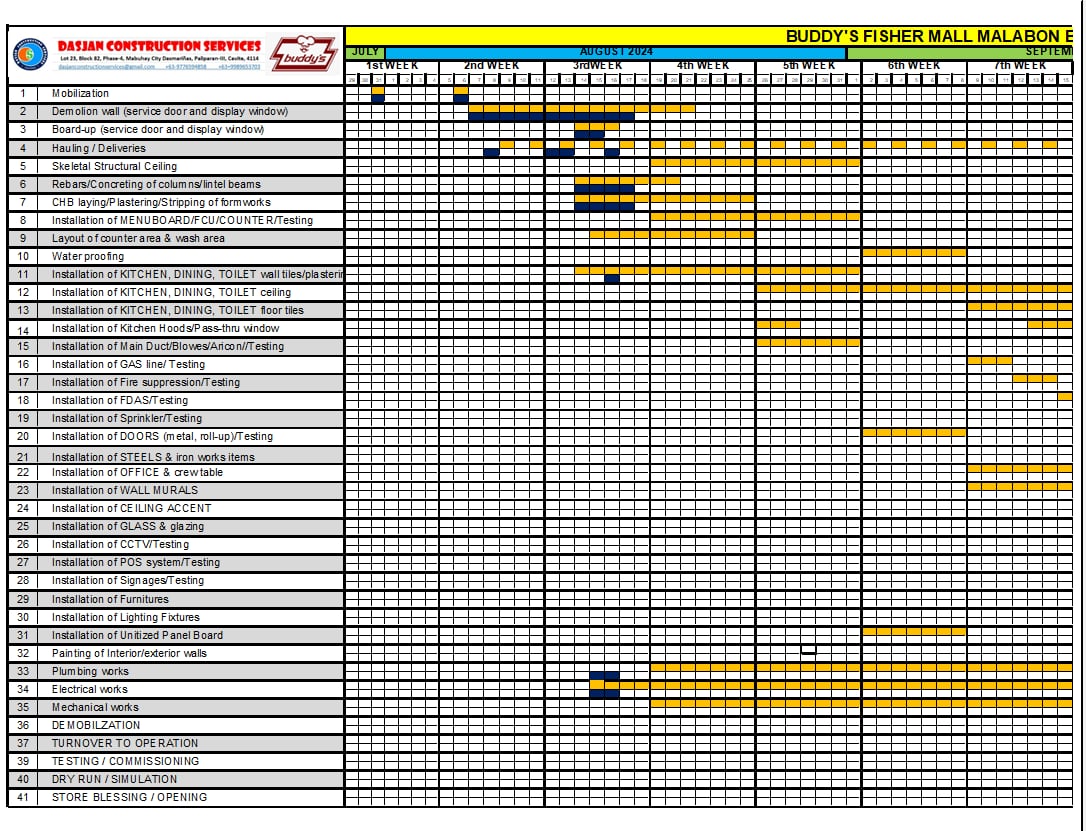 BUDDY'S FISHER MALL MALABON E
DASJAN CONSTRUCTION SERVICES
Lot 23, Block 82, Phase-4, Mabuhay City Desmariñas, Paliparan-III, Cavite, 4114
buddy's
JULY AUGUST 2024 SEPTEM
1st WEEK 2nd WEEK 3rdWEEK 4th WEEK 5th WEEK 6th WEEK 7th WEEK
29 30 31 1 2 3 4 5 6 7 8 9 10 11 12 13 14 15 16 17 18 19 20 21 22 23 24 25 26 27 28 29 30 31 1 2 3 4 5 6 7 8 9 10 11 12 13 14 15
1 Mobilization
2 Demolion wall (service door and display window)
3 Board-up (service door and display window)
4 Hauling / Deliveries
5 Skeletal Structural Ceiling
6 Rebars/Concreting of columns/lintel beams
7 CHB laying/Plastering/Stripping of formworks
8 Installation of MENUBOARD/FCU/COUNTER/Testing
9 Layout of counter area & wash area
10 Water proofing
11 Installation of KITCHEN, DINING, TOILET wall tiles/plasterin
12 Installation of KITCHEN, DINING, TOILET ceiling
13 Installation of KITCHEN, DINING, TOILET floor tiles
14 Installation of Kitchen Hoods/Pass-thru window
15 Installation of Main Duct/Blowes/Aricon//Testing
16 Installation of GAS line/ Testing
17 Installation of Fire suppression/Testing
18 Installation of FDAS/Testing
19 Installation of Sprinkler/Testing
20 Installation of DOORS (metal, roll-up)/Testing
21 Installation of STEELS & iron works items
22 Installation of OFFICE & crew table
23 Installation of WALL MURALS
24 Installation of CEILING ACCENT
25 Installation of GLASS & glazing
26 Installation of CCTV/Testing
27 Installation of POS system/Testing
28 Installation of Signages/Testing
29 Installation of Furnitures
30 Installation of Lighting Fixtures
31 Installation of Unitized Panel Board
32 Painting of Interior/exterior walls
33 Plumbing works
34 Electrical works
35 Mechanical works
36 DEMOBILZATION
37 TURNOVER TO OPERATION
39 TESTING / COMMISSIONING
40 DRY RUN / SIMULATION
41 STORE BLESSING / OPENING